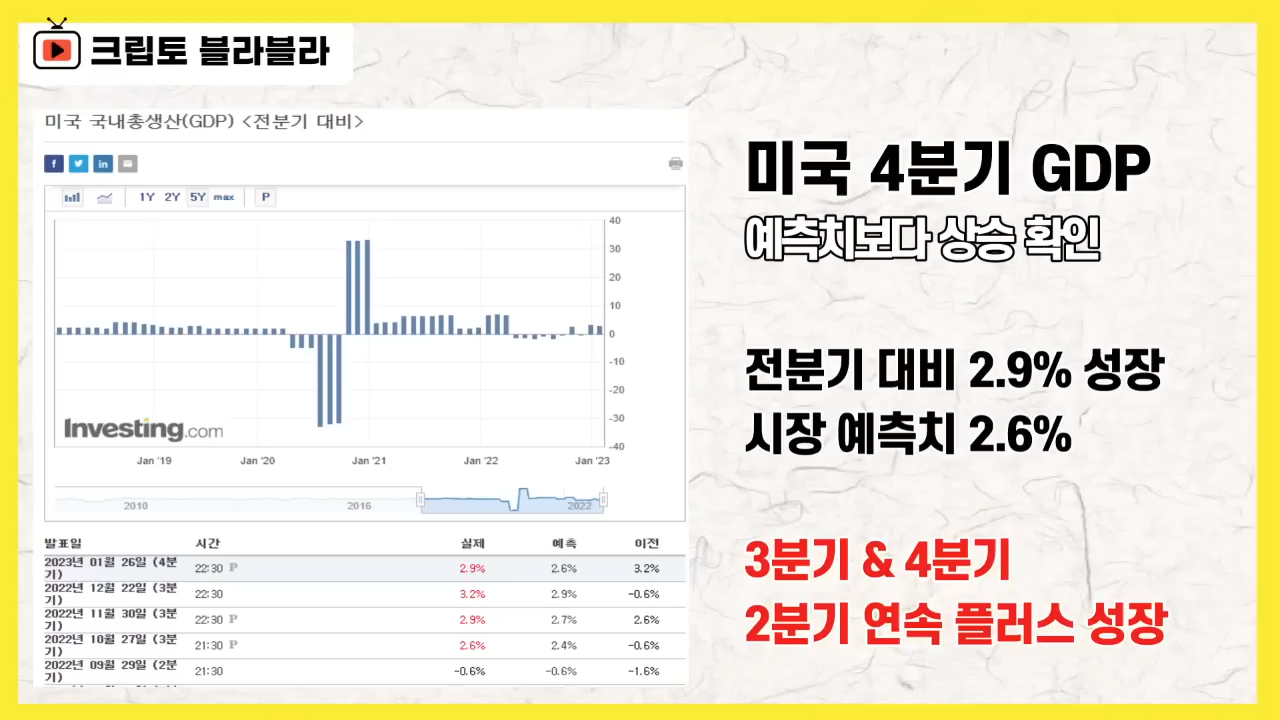 크립토 블라블라
미국 국내총생산(GDP) <전분기 대비>
1Y 2Y 5Y max P
40
30
20
10
0
-10
-20
-30
-40
Investing.com
Jan '19 Jan '20 Jan '21 Jan '22 Jan '23
2010 2016 2022
발표일 시간 실제 예측 이전
2023년 01월 26일 (4분기) 22:30 P 2.9% 2.6% 3.2%
2022년 12월 22일 (3분기) 22:30 3.2% 2.9% -0.6%
2022년 11월 30일 (3분기) 22:30 P 2.9% 2.7% 2.6%
2022년 10월 27일 (3분기) 21:30 P 2.6% 2.4% -0.6%
2022년 09월 29일 (2분기) 21:30 -0.6% -0.6% -1.6%
미국 4분기 GDP
예측치보다 상승 확인
전분기 대비 2.9% 성장
시장 예측치 2.6%
3분기 & 4분기
2분기 연속 플러스 성장